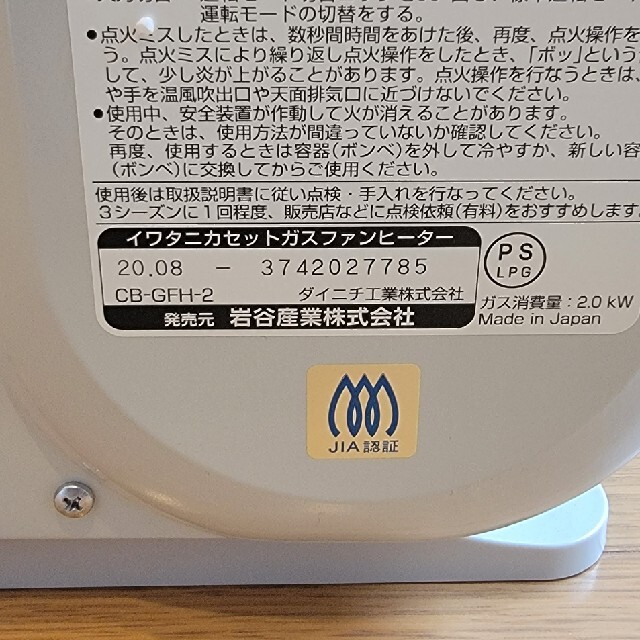 運転モードの切替をする。
●点火ミスしたときは、数秒間時間をあけた後、再度、点火操作を
う。点火ミスにより繰り返し点火操作をしたとき、「ボッ」という
して、少し炎が上がることがあります。点火操作を行なうときは、
や手を温風吹出口や天面排気口に近づけないでください。
●使用中、安全装置が作動して火が消えることがあります。
そのときは、使用方法が間違っていないか確認してください。
再度、使用するときは容器(ボンベ)を外して冷やすか、新しい容
(ボンベ)に交換してからご使用ください。
使用後は取扱説明書に従い点検・手入れを行なってください。
3シーズンに1回程度、販売店などに点検依頼(有料)をおすすめします
イワタニカセットガスファンヒーター
20.08 - 3742027785
CB-GFH-2 ダイニチ工業株式会社
発売元 岩谷産業株式会社
PS
LPG
ガス消費量:2.0 kW
Made in Japan
JIA認証